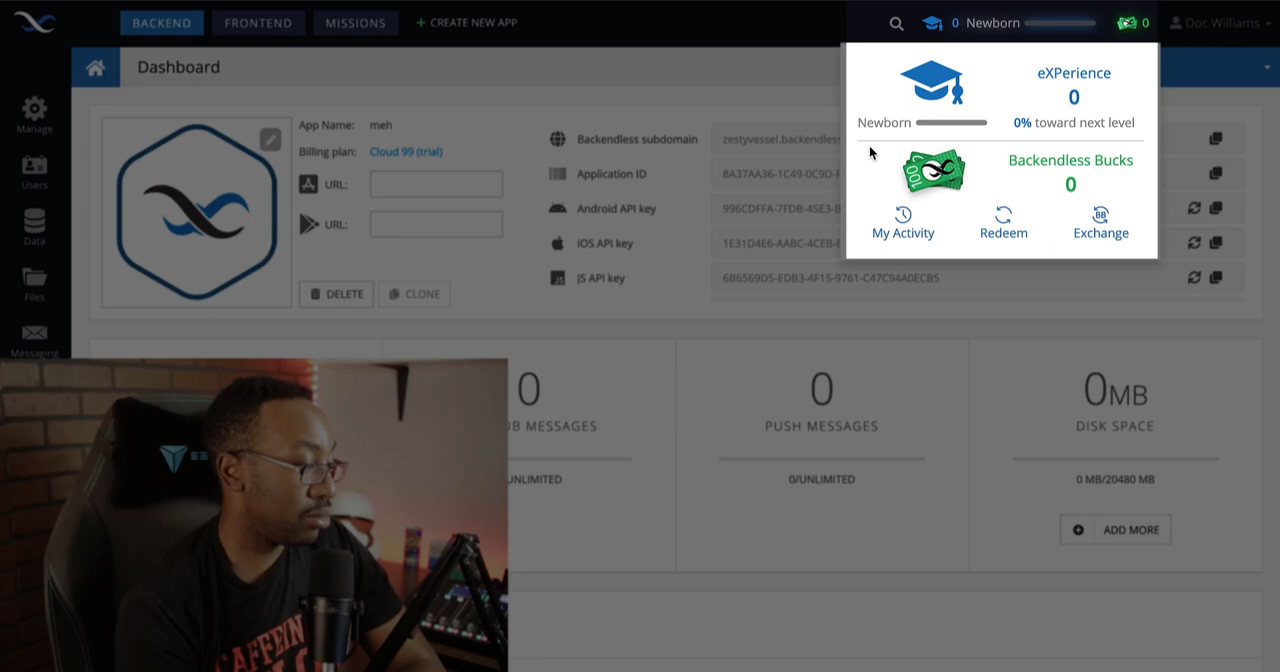 BACKEND FRONTEND MISSIONS + CREATE NEW APP 0 Newborn 0 Doc Williams
Dashboard
Manage
Users
Data
Files
Messaging
App Name: meh
Billing plan: Cloud 99 (trial)
URL:
URL:
DELETE CLONE
Backendless subdomain zestyvessel.backendless
Application ID 8A37AA36-1C49-0C9D-F
Android API key 996CDFFA-7FDB-45E3-B
iOS API key 1E31D4E6-AABC-4CEB-E
JS API key 6B6569D5-EDB3-4F15-9761-C47C94A0ECB5
eXPerience
0
Newborn 0% toward next level
100
Backendless Bucks
0
BB
My Activity Redeem Exchange
0 0 0MB
B MESSAGES PUSH MESSAGES DISK SPACE
UNLIMITED 0/UNLIMITED 0 MB/20480 MB
ADD MORE
SE
CAFFEIN